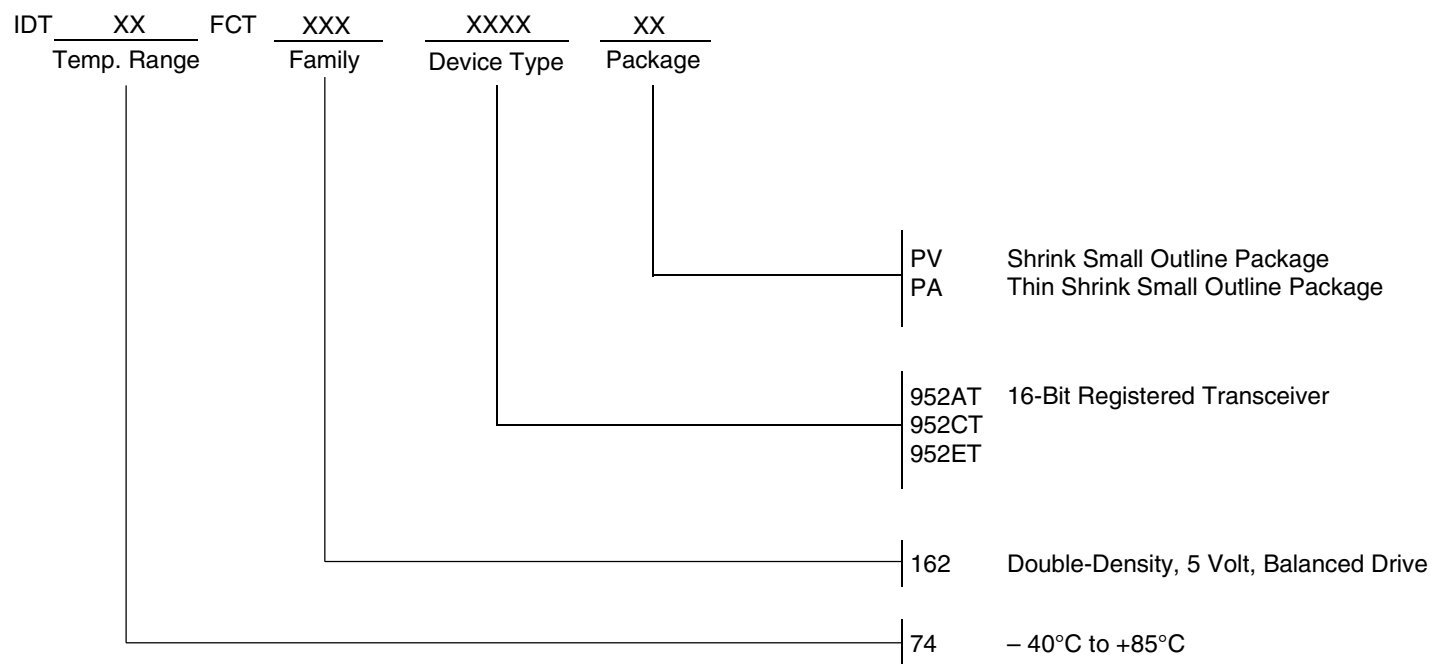 IDT XX FCT XXX XXXX XX
Temp. Range Family Device Type Package
PV Shrink Small Outline Package
PA Thin Shrink Small Outline Package
952AT 16-Bit Registered Transceiver
952CT
952ET
162 Double-Density, 5 Volt, Balanced Drive
74 – 40°C to +85°C